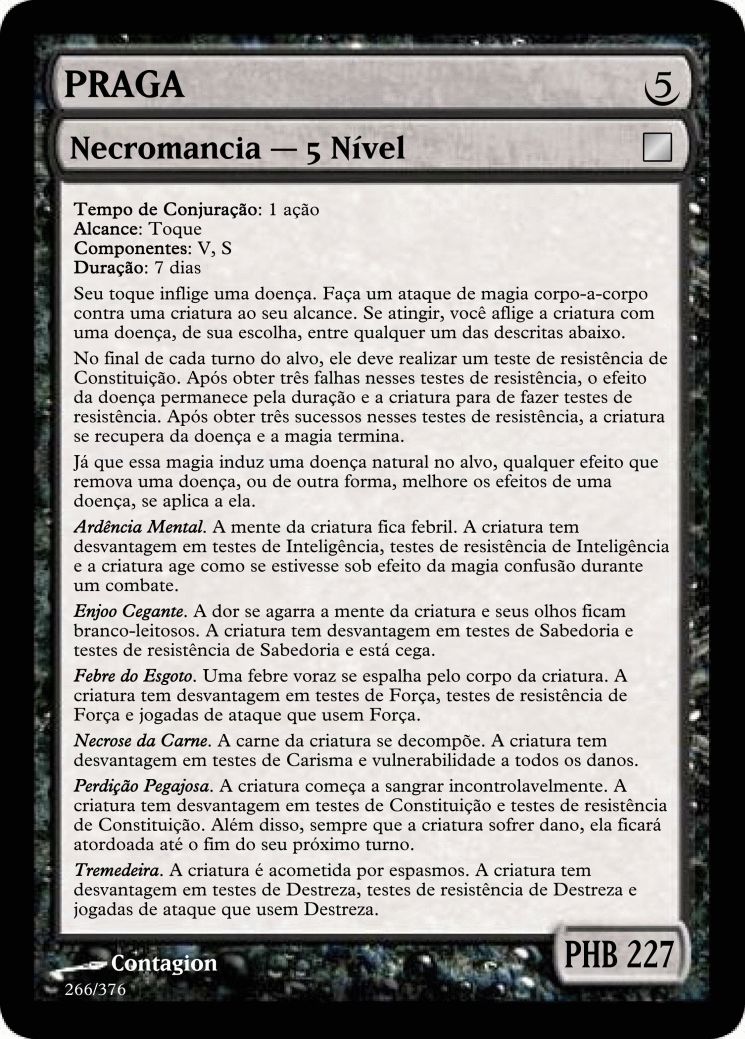 PRAGA
5
Necromancia — 5 Nível
Tempo de Conjuração: 1 ação
Alcance: Toque
Componentes: V, S
Duração: 7 dias
Seu toque inflige uma doença. Faça um ataque de magia corpo-a-corpo
contra uma criatura ao seu alcance. Se atingir, você aflige a criatura com
uma doença, de sua escolha, entre qualquer um das descritas abaixo.
No final de cada turno do alvo, ele deve realizar um teste de resistência de
Constituição. Após obter três falhas nesses testes de resistência, o efeito
da doença permanece pela duração e a criatura para de fazer testes de
resistência. Após obter três sucessos nesses testes de resistência, a criatura
se recupera da doença e a magia termina.
Já que essa magia induz uma doença natural no alvo, qualquer efeito que
remova uma doença, ou de outra forma, melhore os efeitos de uma
doença, se aplica a ela.
Ardência Mental. A mente da criatura fica febril. A criatura tem
desvantagem em testes de Inteligência, testes de resistência de Inteligência
e a criatura age como se estivesse sob efeito da magia confusão durante
um combate.
Enjoo Cegante. A dor se agarra a mente da criatura e seus olhos ficam
branco-leitosos. A criatura tem desvantagem em testes de Sabedoria e
testes de resistência de Sabedoria e está cega.
Febre do Esgoto. Uma febre voraz se espalha pelo corpo da criatura. A
criatura tem desvantagem em testes de Força, testes de resistência de
Força e jogadas de ataque que usem Força.
Necrose da Carne. A carne da criatura se decompõe. A criatura tem
desvantagem em testes de Carisma e vulnerabilidade a todos os danos.
Perdição Pegajosa. A criatura começa a sangrar incontrolavelmente. A
criatura tem desvantagem em testes de Constituição e testes de resistência
de Constituição. Além disso, sempre que a criatura sofrer dano, ela ficará
atordoada até o fim do seu próximo turno.
Tremedeira. A criatura é acometida por espasmos. A criatura tem
desvantagem em testes de Destreza, testes de resistência de Destreza e
jogadas de ataque que usem Destreza.
PHB 227
Contagion
266/376